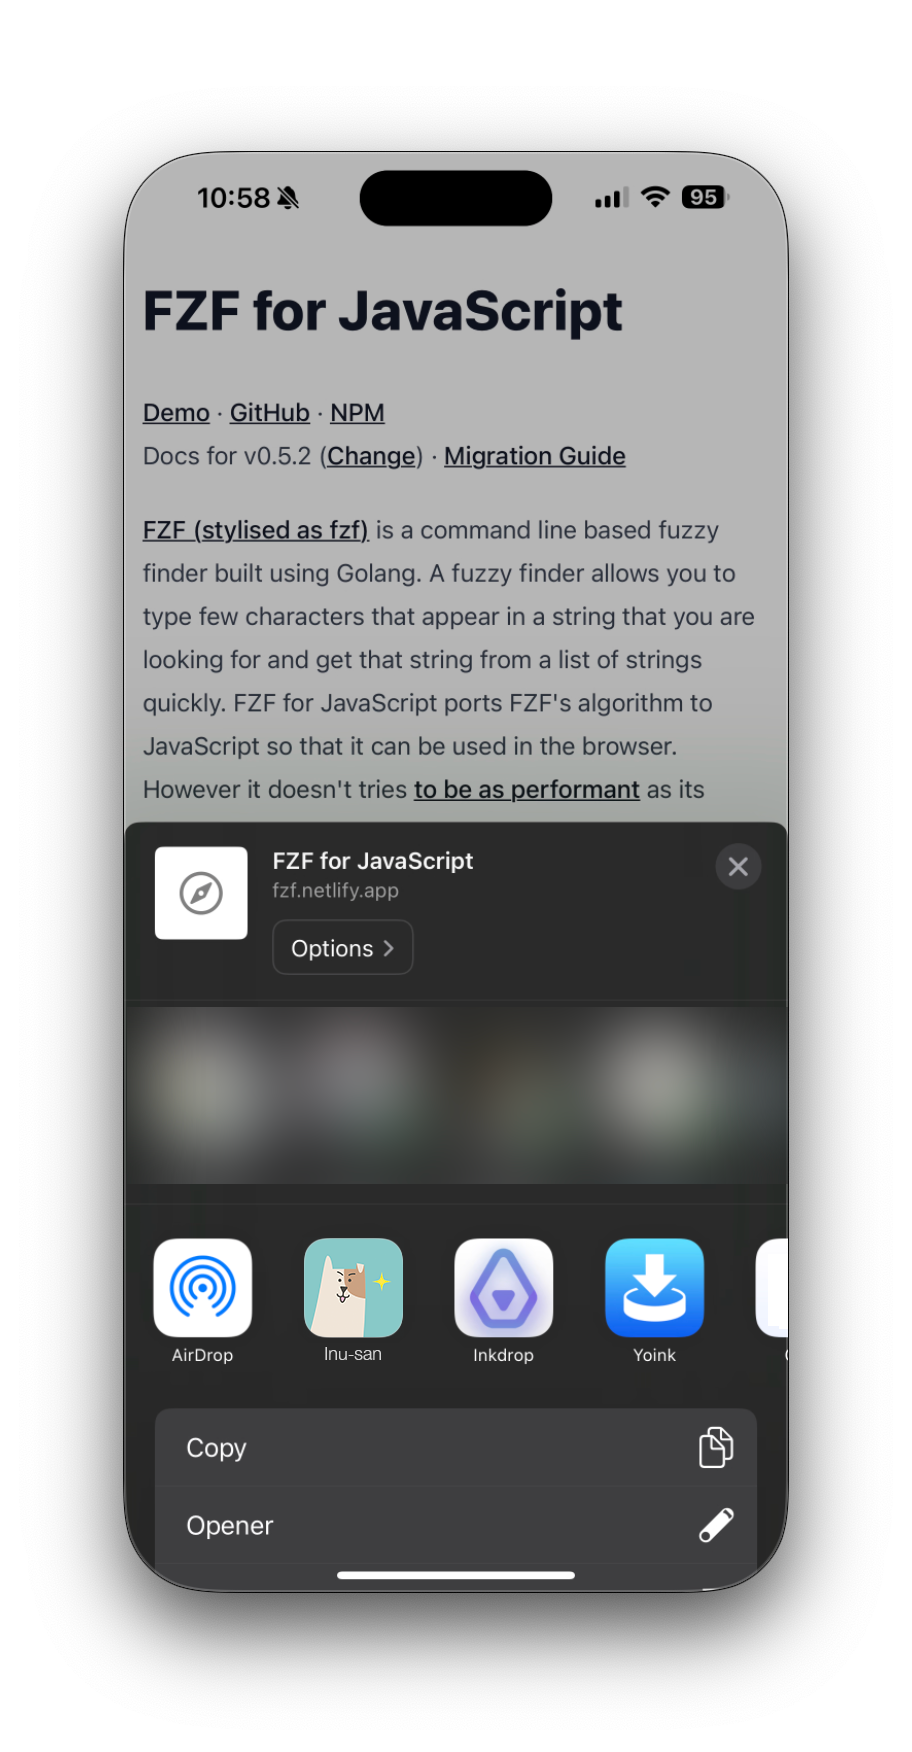 10:58
95
FZF for JavaScript
Demo · GitHub · NPM
Docs for v0.5.2 (Change) · Migration Guide
FZF (stylised as fzf) is a command line based fuzzy
finder built using Golang. A fuzzy finder allows you to
type few characters that appear in a string that you are
looking for and get that string from a list of strings
quickly. FZF for JavaScript ports FZF's algorithm to
JavaScript so that it can be used in the browser.
However it doesn't tries to be as performant as its
FZF for JavaScript
fzf.netlify.app
Options
AirDrop
Inu-san
Inkdrop
Yoink
Copy
Opener